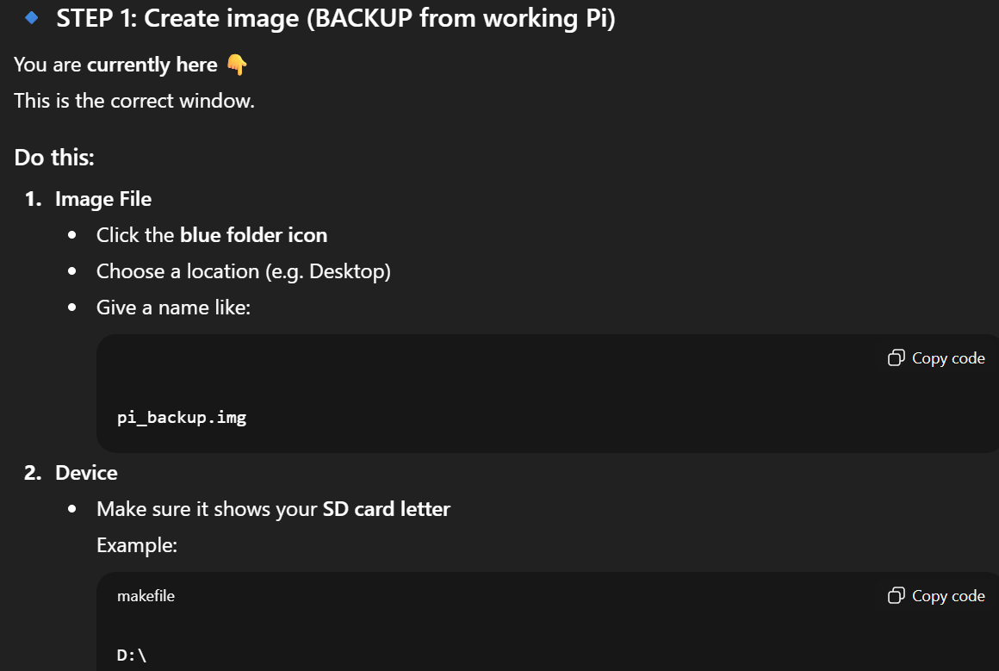 STEP 1: Create image (BACKUP from working Pi)
You are currently here 👇
This is the correct window.
Do this:
1. Image File
• Click the blue folder icon
• Choose a location (e.g. Desktop)
• Give a name like:
Copy code
pi_backup.img
2. Device
• Make sure it shows your SD card letter
Example:
makefile
Copy code
D:\